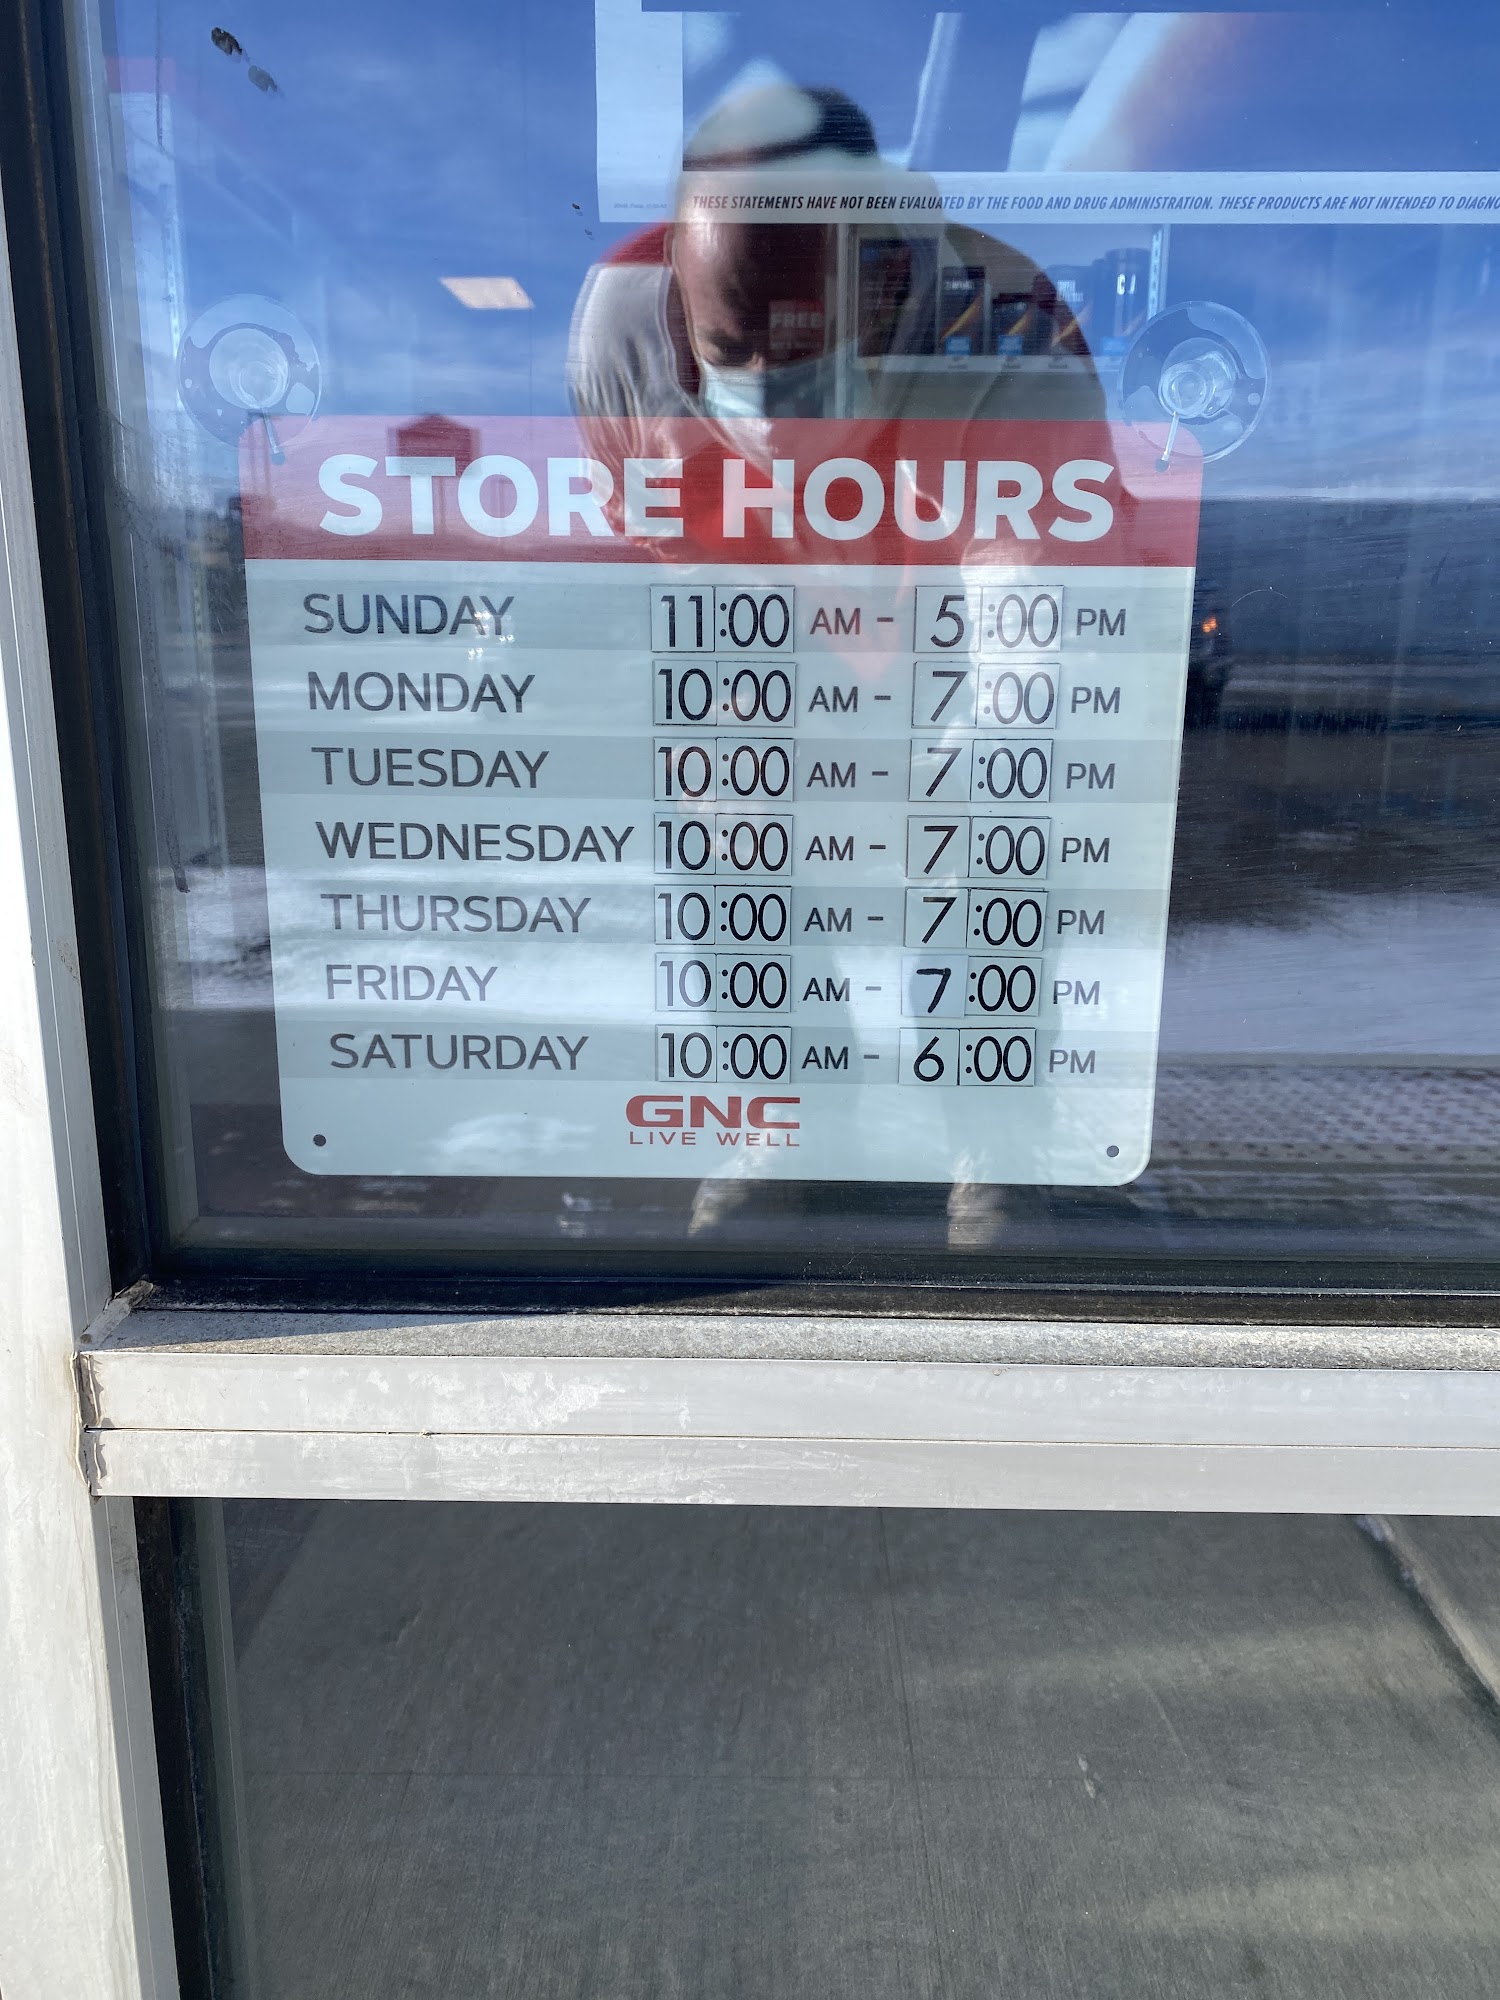 THESE STATEMENTS HAVE NOT BEEN EVALUATED BY THE FOOD AND DRUG ADMINISTRATION. THESE PRODUCTS ARE NOT INTENDED TO DIAGNO
FREE
STORE HOURS
SUNDAY 11:00 AM - 5:00 PM
MONDAY 10:00 AM - 7:00 PM
TUESDAY 10:00 AM - 7:00 PM
WEDNESDAY 10:00 AM - 7:00 PM
THURSDAY 10:00 AM - 7:00 PM
FRIDAY 10:00 AM - 7:00 PM
SATURDAY 10:00 AM - 6:00 PM
GNC
LIVE WELL